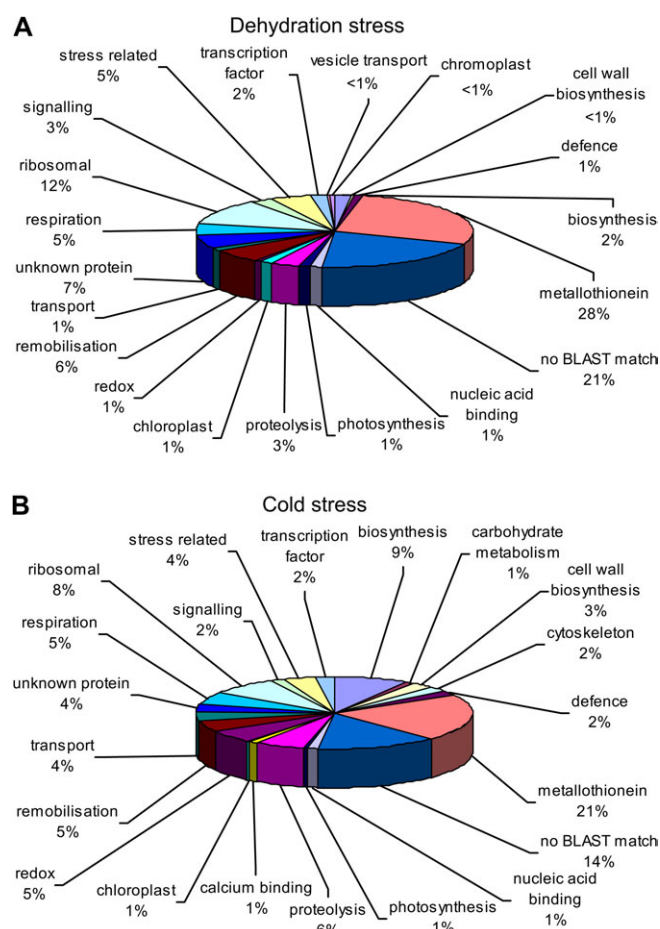 A
Dehydration stress
stress related
5%
transcription
factor
2%
vesicle transport
<1%
chromoplast
<1%
cell wall
biosynthesis
<1%
signalling
3%
defence
1%
ribosomal
12%
biosynthesis
2%
respiration
5%
metallothionein
28%
unknown protein
7%
transport
1%
remobilisation
6%
no BLAST match
21%
redox
1%
nucleic acid
binding
1%
chloroplast
1%
proteolysis
3%
photosynthesis
1%
B
Cold stress
stress related
4%
transcription
factor
2%
biosynthesis
9%
carbohydrate
metabolism
1%
cell wall
biosynthesis
3%
ribosomal
8%
signalling
2%
cytoskeleton
2%
respiration
5%
defence
2%
unknown protein
4%
transport
4%
metallothionein
21%
remobilisation
5%
no BLAST match
14%
redox
5%
chloroplast
1%
calcium binding
1%
nucleic acid
binding
1%
proteolysis
6%
photosynthesis
1%